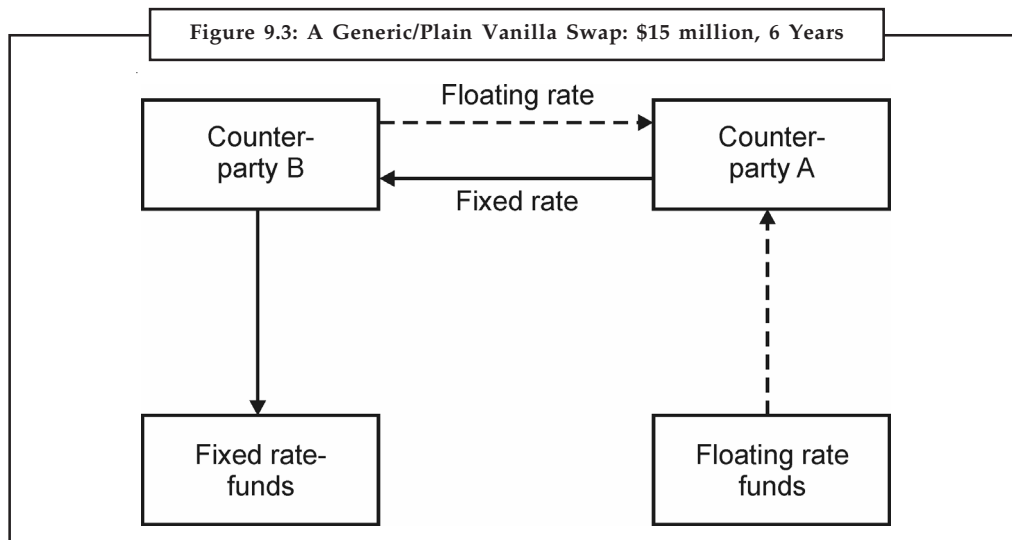 Figure 9.3: A Generic/Plain Vanilla Swap: $15 million, 6 Years
Floating rate
Counter-
party B
Counter-
party A
Fixed rate
Fixed rate-
funds
Floating rate
funds